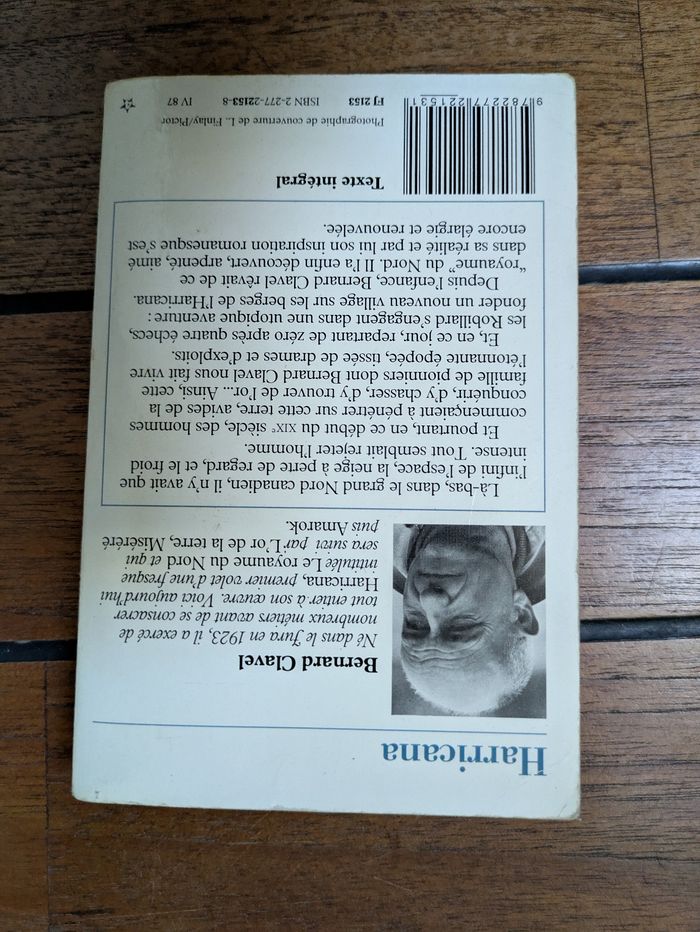 Harricana
Bernard Clavel
Né dans le Jura en 1923, il a exercé de
nombreux métiers avant de se consacrer
tout entier à son œuvre. Voici aujourd'hui
Harricana, premier volet d'une fresque
intitulée Le royaume du Nord et qui
sera suivi par L'or de la terre, Miséréré
puis Amarok.
Là-bas, dans le grand Nord canadien, il n'y avait que
l'infini de l'espace, la neige à perte de regard, et le froid
intense. Tout semblait rejeter l'homme.
Et pourtant, en ce début du XIXe siècle, des hommes
commençaient à pénétrer sur cette terre, avides de la
conquérir, d'y chasser, d'y trouver de l'or... Ainsi, cette
famille de pionniers dont Bernard Clavel nous fait vivre
l'étonnante épopée, tissée de drames et d'exploits.
Et, en ce jour, repartant de zéro après quatre échecs,
les Robillard s'engagent dans une utopique aventure :
fonder un nouveau village sur les berges de l'Harricana.
Depuis l'enfance, Bernard Clavel rêvait de ce
“royaume” du Nord. Il l'a enfin découvert, arpenté, aimé
dans sa réalité et par lui son inspiration romanesque s'est
encore élargie et renouvelée.
Texte intégral
Photographie de couverture de L. Finlay/Pictor
FJ 2153 ISBN 2-277-22153-8 IV 87
9 782277 221531